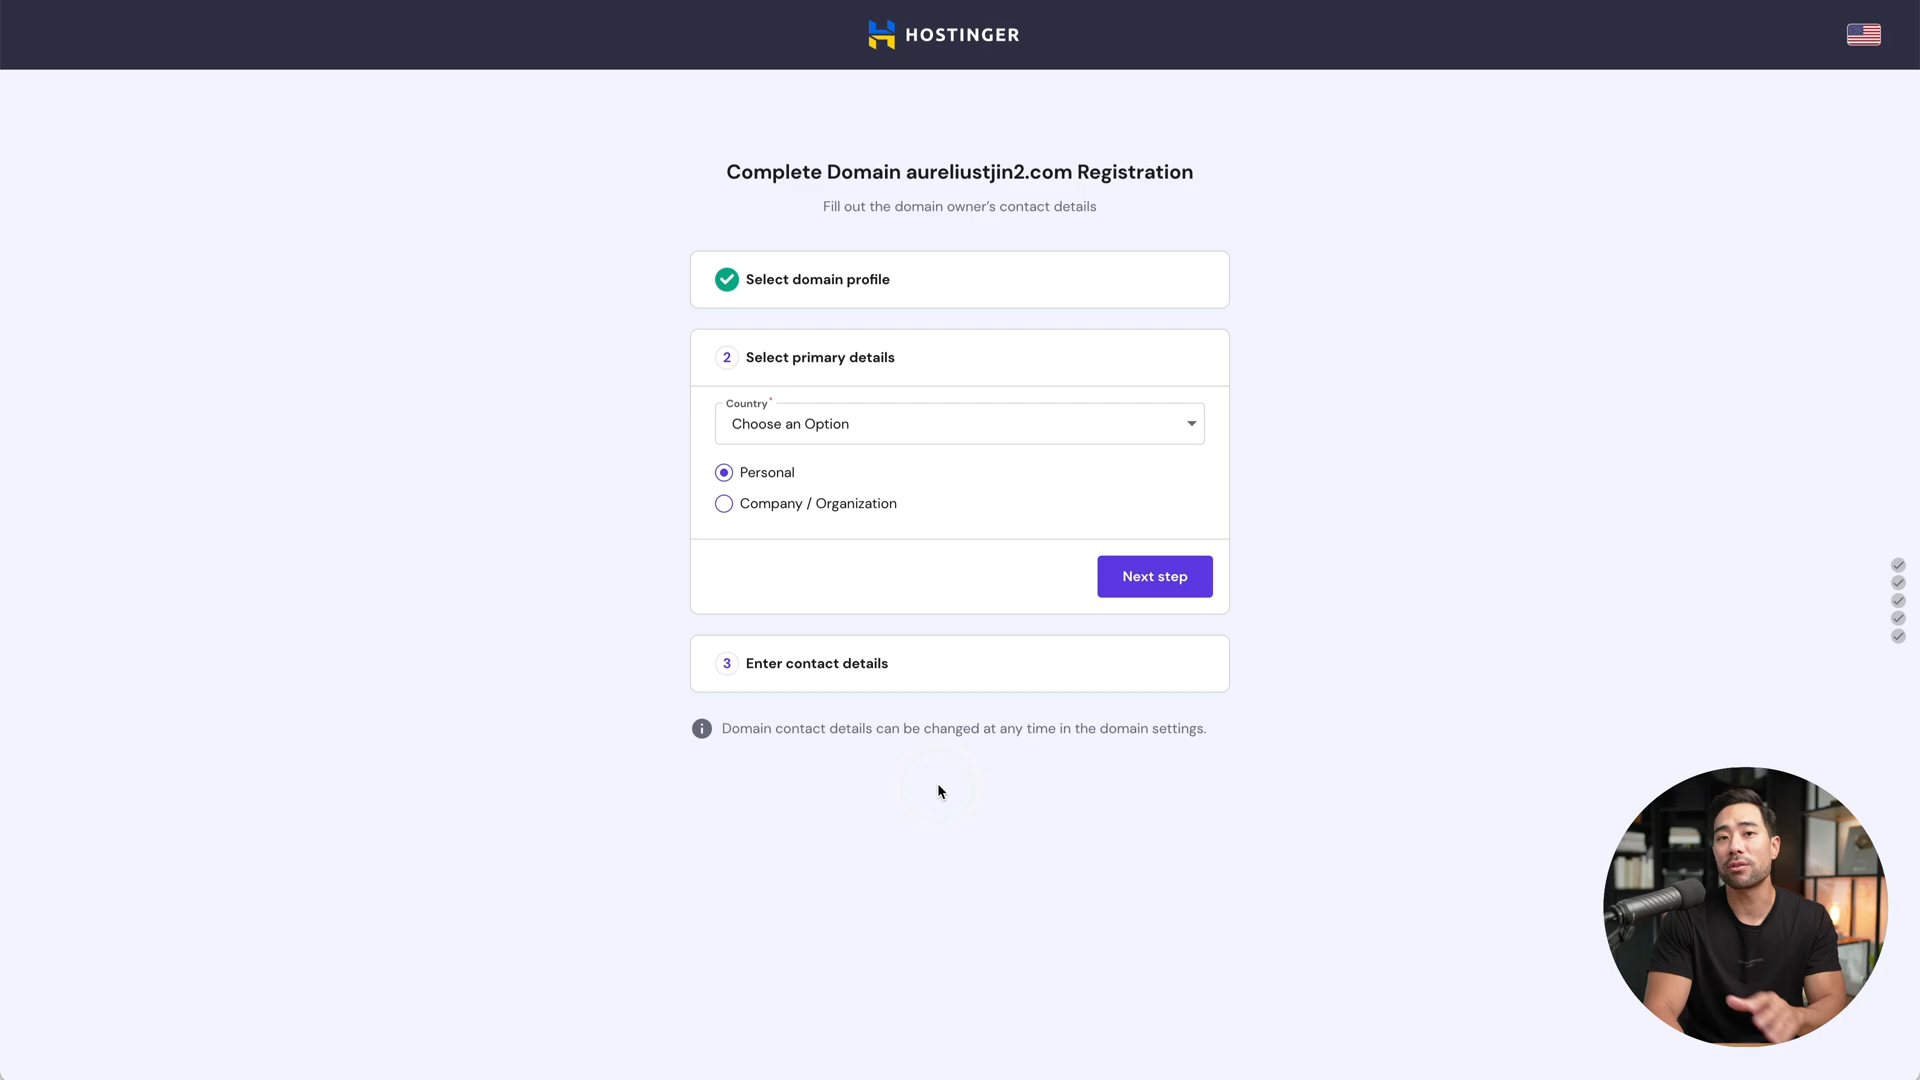 HOSTINGER
Complete Domain aureliustjin2.com Registration
Fill out the domain owner's contact details
Select domain profile
2 Select primary details
Country*
Choose an Option
Personal
Company / Organization
Next step
3 Enter contact details
Domain contact details can be changed at any time in the domain settings.